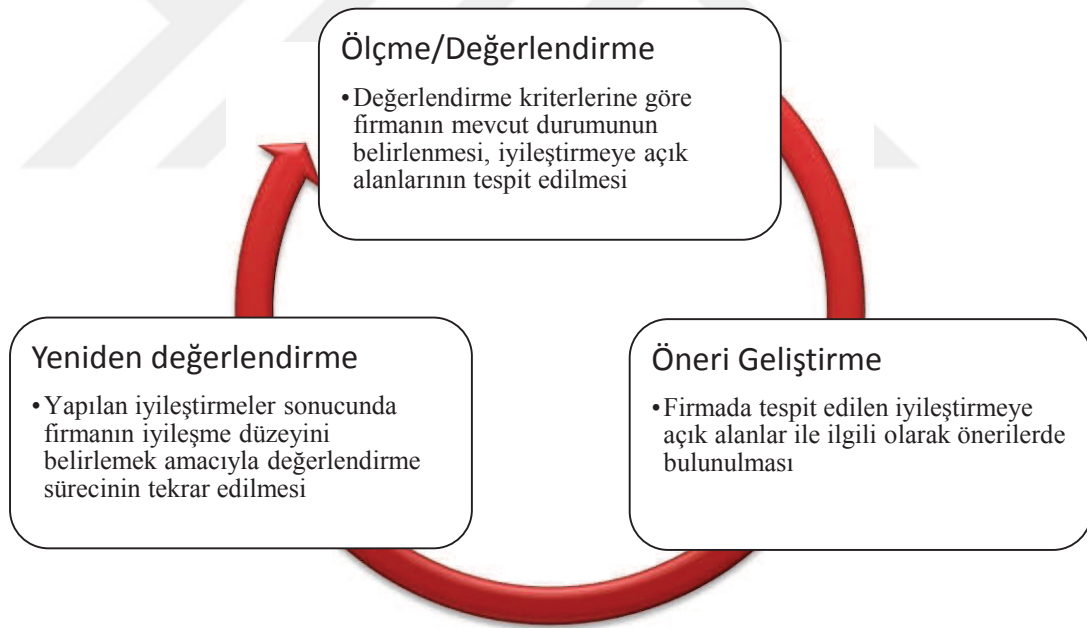 Ölçme/Değerlendirme
•Değerlendirme kriterlerine göre
firmanın mevcut durumunun
belirlenmesi, iyileştirmeye açık
alanlarının tespit edilmesi
Öneri Geliştirme
•Firmada tespit edilen iyileştirmeye
açık alanlar ile ilgili olarak önerilerde
bulunulması
Yeniden değerlendirme
•Yapılan iyileştirmeler sonucunda
firmanın iyileşme düzeyini
belirlemek amacıyla değerlendirme
sürecinin tekrar edilmesi